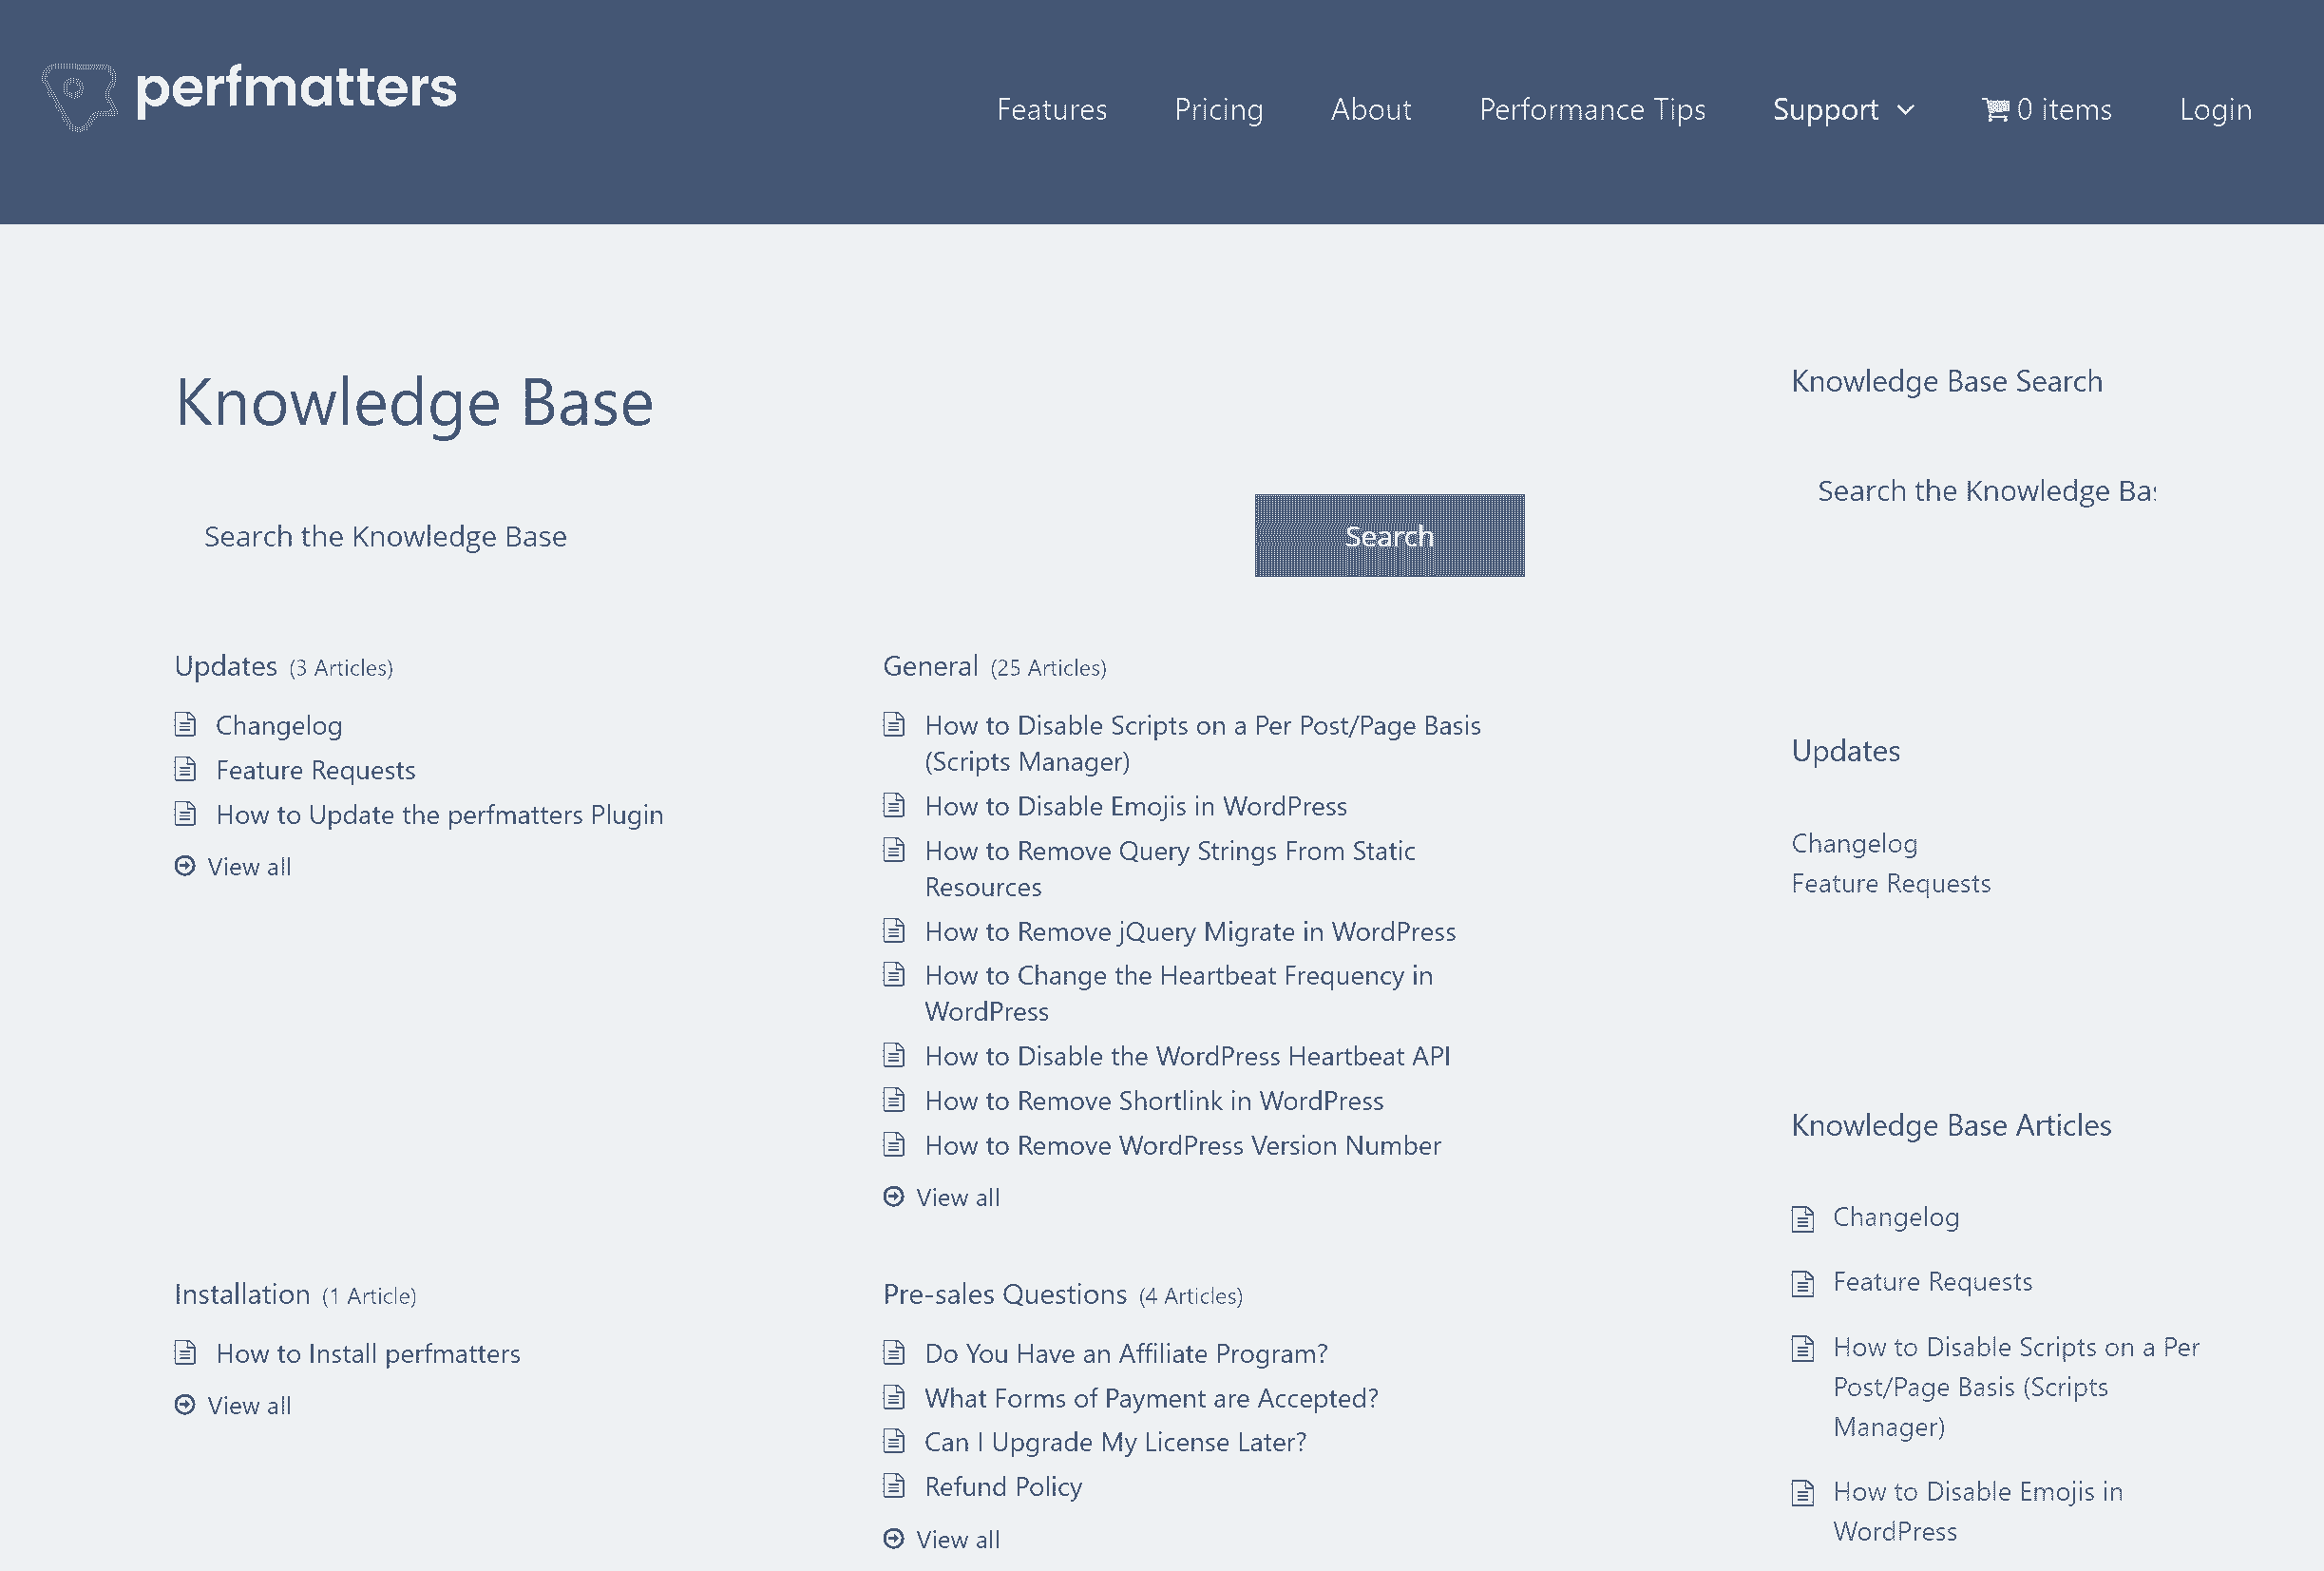 perfmatters
Features Pricing About Performance Tips Support 0 items Login
Knowledge Base
Search the Knowledge Base
Search
Updates (3 Articles)
Changelog
Feature Requests
How to Update the perfmatters Plugin
View all
General (25 Articles)
How to Disable Scripts on a Per Post/Page Basis
(Scripts Manager)
How to Disable Emojis in WordPress
How to Remove Query Strings From Static
Resources
How to Remove jQuery Migrate in WordPress
How to Change the Heartbeat Frequency in
WordPress
How to Disable the WordPress Heartbeat API
How to Remove Shortlink in WordPress
How to Remove WordPress Version Number
View all
Installation (1 Article)
How to Install perfmatters
View all
Pre-sales Questions (4 Articles)
Do You Have an Affiliate Program?
What Forms of Payment are Accepted?
Can I Upgrade My License Later?
Refund Policy
View all
Knowledge Base Search
Search the Knowledge Bas
Updates
Changelog
Feature Requests
Knowledge Base Articles
Changelog
Feature Requests
How to Disable Scripts on a Per
Post/Page Basis (Scripts
Manager)
How to Disable Emojis in
WordPress